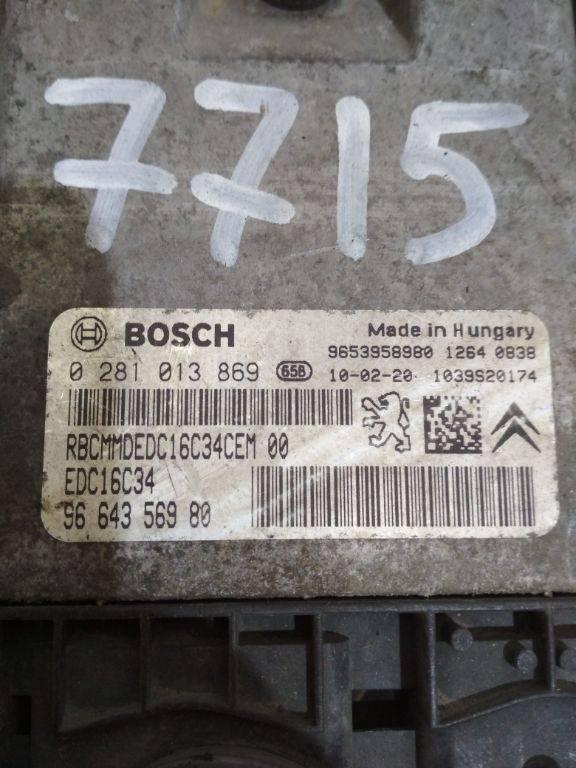 7715
BOSCH
Made in Hungary
9653958980 1264 0838
0 281 013 869 656
10-02-20 1039S20174
RBCMMDEDC16C34CEM 00
EDC16C34
96 643 569 80